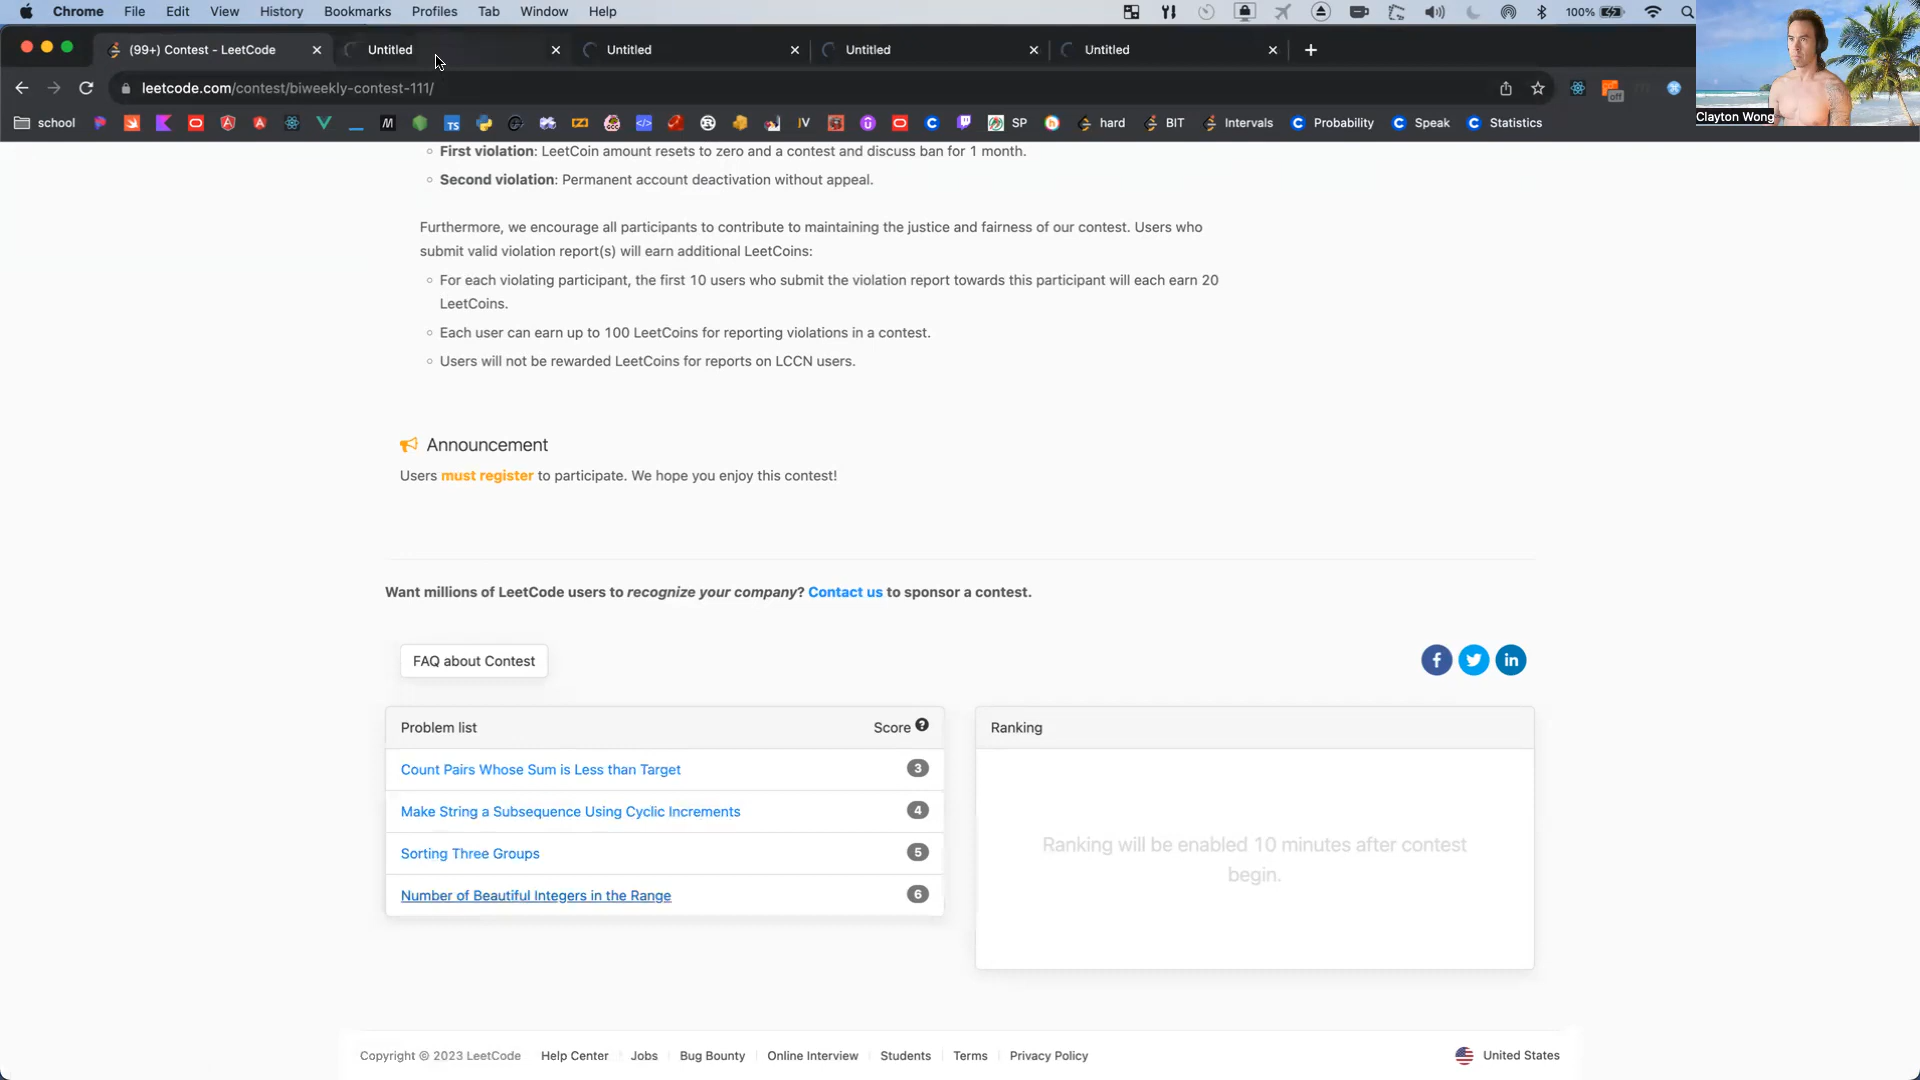 Chrome File Edit View History Bookmarks Profiles Tab Window Help 100%
(99+) Contest - LeetCode Untitled Untitled Untitled Untitled
leetcode.com/contest/biweekly-contest-111/
off
school TS JV SP hard BIT Intervals Probability Speak Statistics
Clayton Wong
First violation: LeetCoin amount resets to zero and a contest and discuss ban for 1 month.
Second violation: Permanent account deactivation without appeal.
Furthermore, we encourage all participants to contribute to maintaining the justice and fairness of our contest. Users who
submit valid violation report(s) will earn additional LeetCoins:
For each violating participant, the first 10 users who submit the violation report towards this participant will each earn 20
LeetCoins.
Each user can earn up to 100 LeetCoins for reporting violations in a contest.
Users will not be rewarded LeetCoins for reports on LCCN users.
Announcement
Users must register to participate. We hope you enjoy this contest!
Want millions of LeetCode users to recognize your company? Contact us to sponsor a contest.
FAQ about Contest
Problem list Score ?
Count Pairs Whose Sum is Less than Target 3
Make String a Subsequence Using Cyclic Increments 4
Sorting Three Groups 5
Number of Beautiful Integers in the Range 6
Ranking
Ranking will be enabled 10 minutes after contest
begin.
Copyright © 2023 LeetCode Help Center Jobs Bug Bounty Online Interview Students Terms Privacy Policy United States